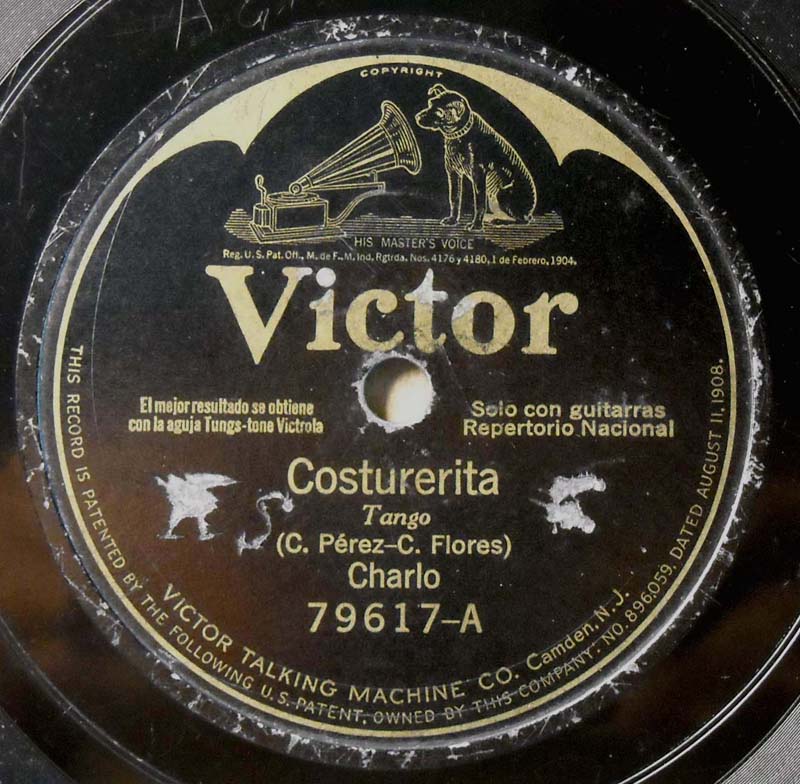 COPYRIGHT
HIS MASTER'S VOICE
Reg. U.S. Pat. Off., M. de F.-M. Ind. Rgtrda. Nos. 4176 y 4180, 1 de Febrero, 1904.
Victor
El mejor resultado se obtiene
con la aguja Tungs-tone Victrola
Solo con guitarras
Repertorio Nacional
Costurerita
Tango
(C. Pérez–C. Flores)
Charlo
79617–A
VICTOR TALKING MACHINE CO. Camden, N. J.
THIS RECORD IS PATENTED BY THE FOLLOWING U.S. PATENT, OWNED BY THIS COMPANY: NO. 896,059, DATED AUGUST 11, 1908.